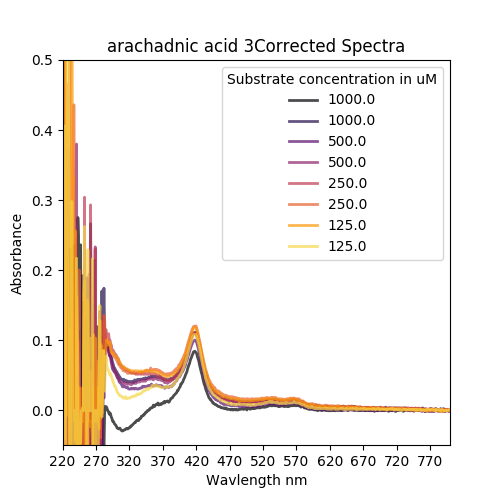 arachadnic acid 3Corrected Spectra
0.5
0.4
0.3
0.2
0.1
0.0
Absorbance
Substrate concentration in uM
1000.0
1000.0
500.0
500.0
250.0
250.0
125.0
125.0
220 270 320 370 420 470 520 570 620 670 720 770
Wavlength nm